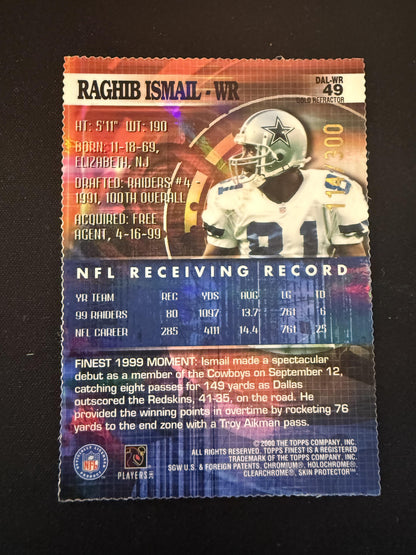 RAGHIB ISMAIL - WR
DAL-WR
49
GOLD REFRACTOR
HT: 5'11" WT: 190
BORN: 11-18-69,
ELIZABETH, NJ
DRAFTED: RAIDERS #4 -
1991, 100TH OVERALL
ACQUIRED: FREE
AGENT, 4-16-99
81
NFL RECEIVING RECORD
YR TEAM REC YDS AVG LG TD
99 RAIDERS 80 1097 13.7 76T 6
NFL CAREER 285 4111 14.4 76T 25
FINEST 1999 MOMENT: Ismail made a spectacular
debut as a member of the Cowboys on September 12,
catching eight passes for 149 yards as Dallas
outscored the Redskins, 41-35, on the road. He
provided the winning points in overtime by rocketing 76
yards to the end zone with a Troy Aikman pass.
© 2000 THE TOPPS COMPANY, INC.
ALL RIGHTS RESERVED. TOPPS FINEST IS A REGISTERED
TRADEMARK OF THE TOPPS COMPANY, INC.
SGW U.S. & FOREIGN PATENTS. CHROMIUM®, HOLOCHROME®,
CLEARCHROME®, SKIN PROTECTOR™.
OFFICIALLY LICENSED PRODUCT
NFL
PLAYERS INC